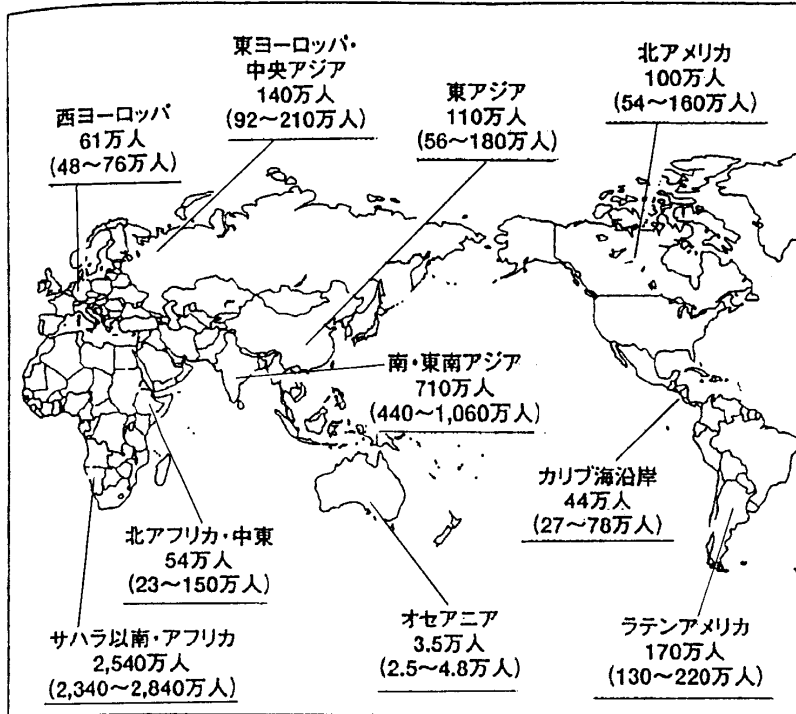 東ヨーロッパ・
中央アジア
140万人
(92〜210万人)
北アメリカ
100万人
(54〜160万人)
東アジア
110万人
(56〜180万人)
西ヨーロッパ
61万人
(48〜76万人)
南・東南アジア
710万人
(440〜1,060万人)
カリブ海沿岸
44万人
(27〜78万人)
北アフリカ・中東
54万人
(23〜150万人)
オセアニア
3.5万人
(2.5〜4.8万人)
サハラ以南・アフリカ
2,540万人
(2,340〜2,840万人)
ラテンアメリカ
170万人
(130〜220万人)